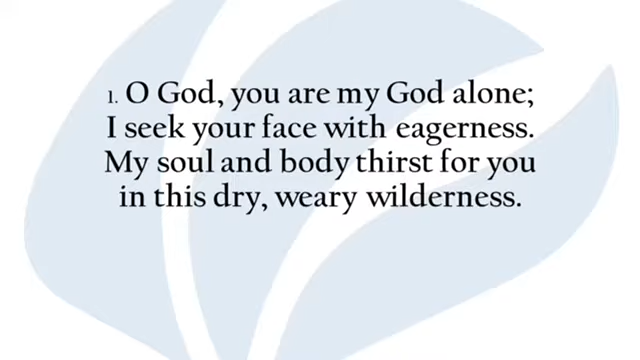 1. O God, you are my God alone;
I seek your face with eagerness.
My soul and body thirst for you
in this dry, weary wilderness.